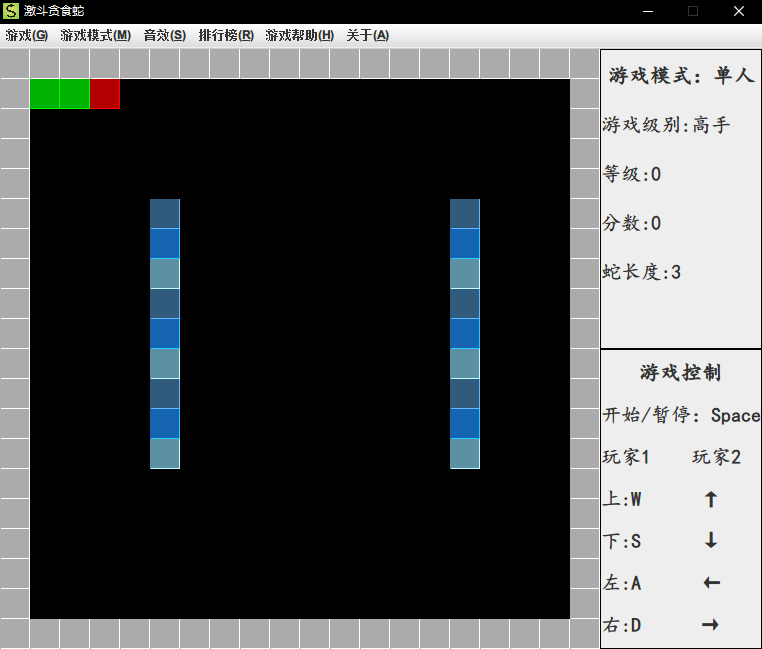 S 激斗贪食蛇
游戏(G) 游戏模式(M) 音效(S) 排行榜(R) 游戏帮助(H) 关于(A)
游戏模式：单人
游戏级别:高手
等级:0
分数:0
蛇长度:3
游戏控制
开始/暂停：Space
玩家1 玩家2
上:W ↑
下:S ↓
左:A ←
右:D →